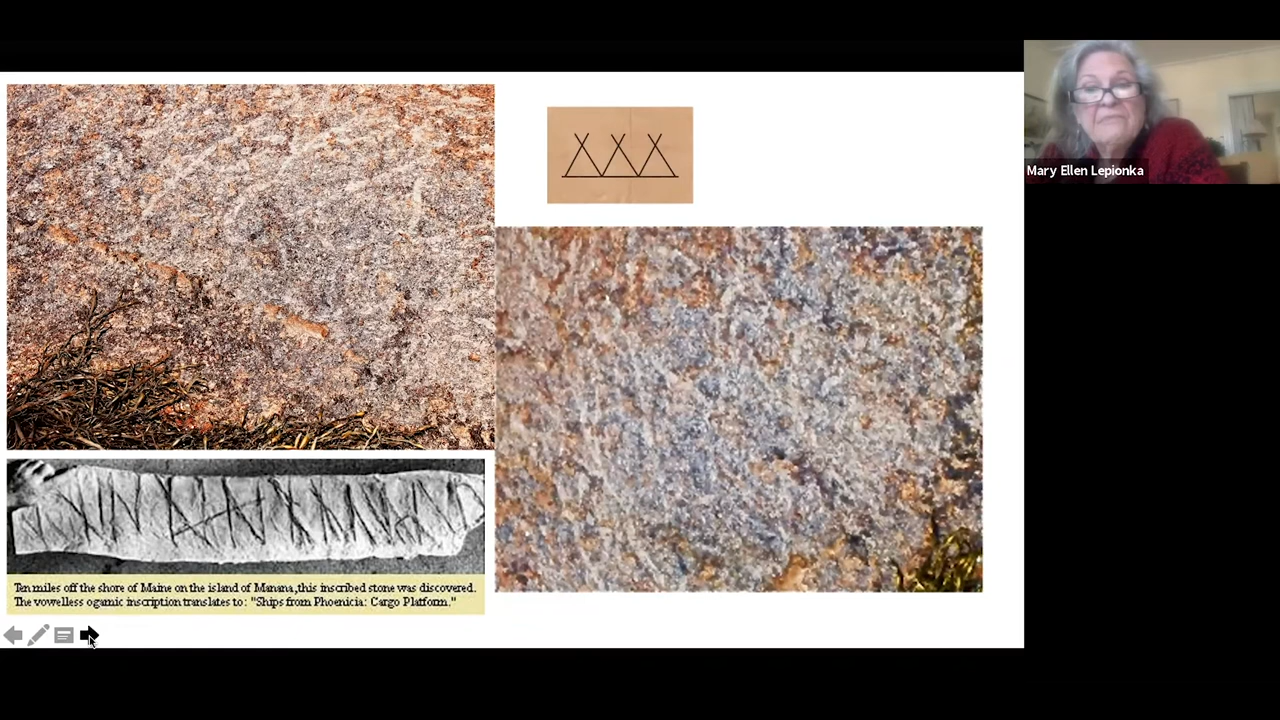 Mary Ellen Lepionka
Ten miles off the shore of Maine on the island of Manana,this inscribed stone was discovered.
The vowelless ogamic inscription translates to: "Ships from Phoenicia: Cargo Platform."